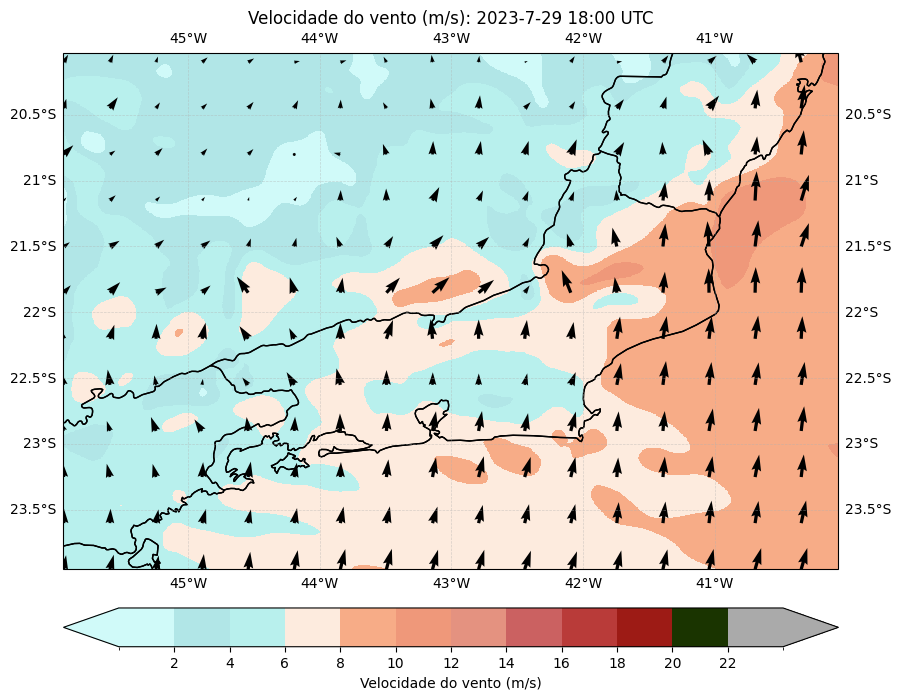 Velocidade do vento (m/s): 2023-7-29 18:00 UTC
45°W 44°W 43°W 42°W 41°W
20.5°S 20.5°S
21°S 21°S
21.5°S 21.5°S
22°S 22°S
22.5°S 22.5°S
23°S 23°S
23.5°S 23.5°S
45°W 44°W 43°W 42°W 41°W
2 4 6 8 10 12 14 16 18 20 22
Velocidade do vento (m/s)